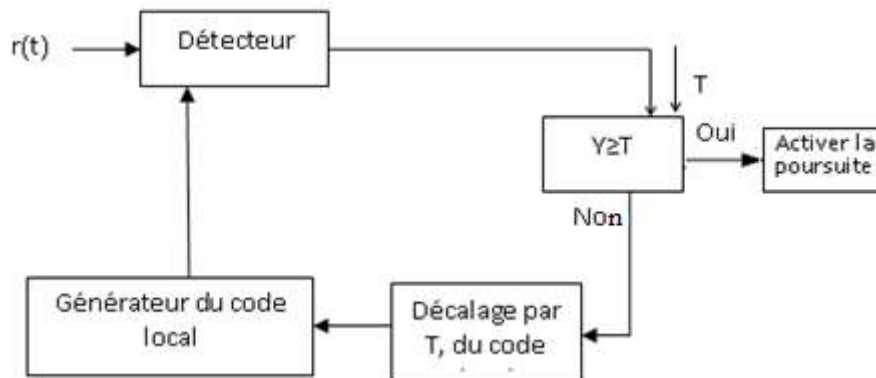 Détecteur
r(t)
T
Y≥T
Oui
Activer la
poursuite
Non
Générateur du code
local
Décalage par
T, du code